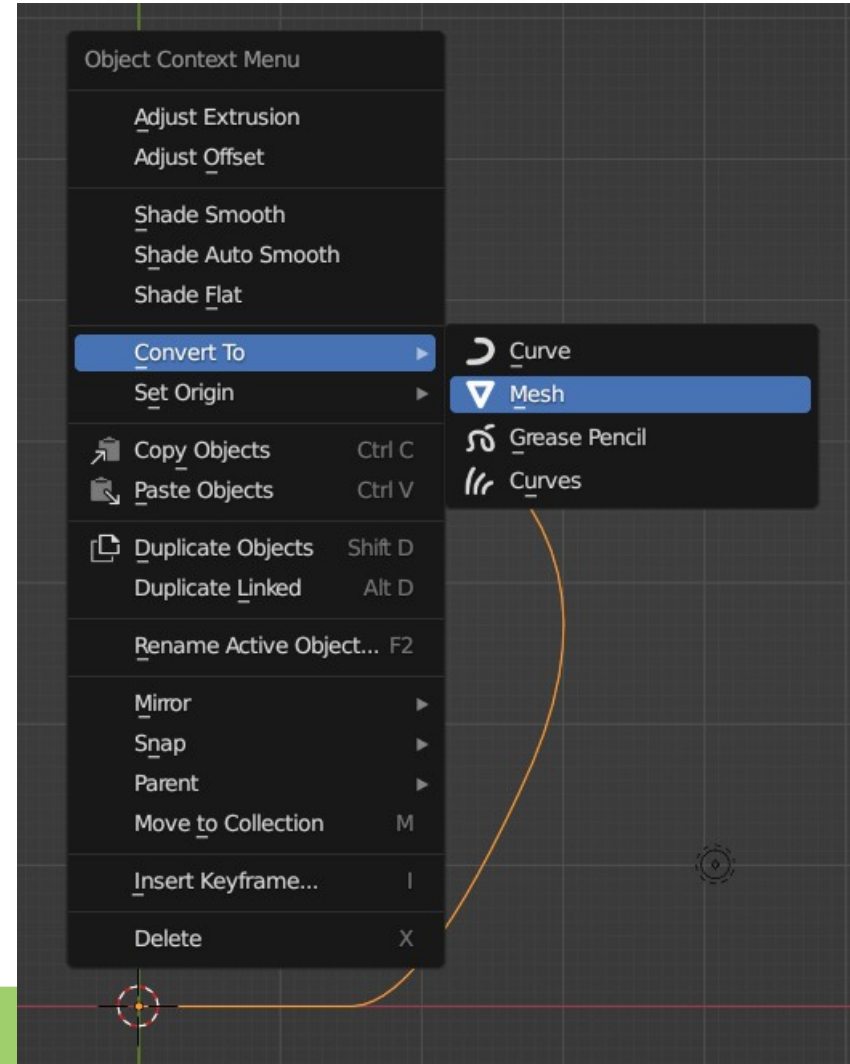 Object Context Menu
Adjust Extrusion
Adjust Offset
Shade Smooth
Shade Auto Smooth
Shade Flat
Convert To
Set Origin
Copy Objects Ctrl C
Paste Objects Ctrl V
Duplicate Objects Shift D
Duplicate Linked Alt D
Rename Active Object... F2
Mirror
Snap
Parent
Move to Collection M
Insert Keyframe... I
Delete X
Curve
Mesh
Grease Pencil
Curves